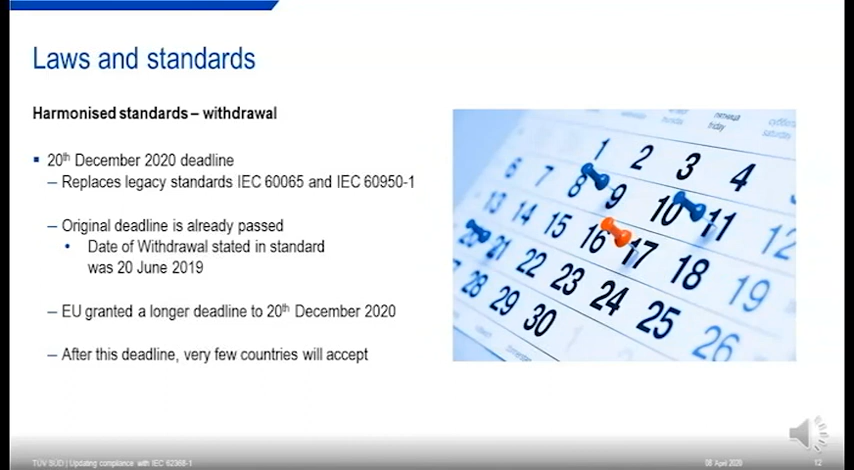 Laws and standards
Harmonised standards – withdrawal
▪ 20th December 2020 deadline
– Replaces legacy standards IEC 60065 and IEC 60950-1
– Original deadline is already passed
• Date of Withdrawal stated in standard
was 20 June 2019
– EU granted a longer deadline to 20th December 2020
– After this deadline, very few countries will accept
пятница
friday
суббота
saturday
1 2 3 4
6 7 8 9 10 11 12
13 14 15 16 17 18 19
20 21 22 23 24 25 26
27 28 29 30
TÜV SÜD | Updating compliance with IEC 62368-1
08 April 2020
12